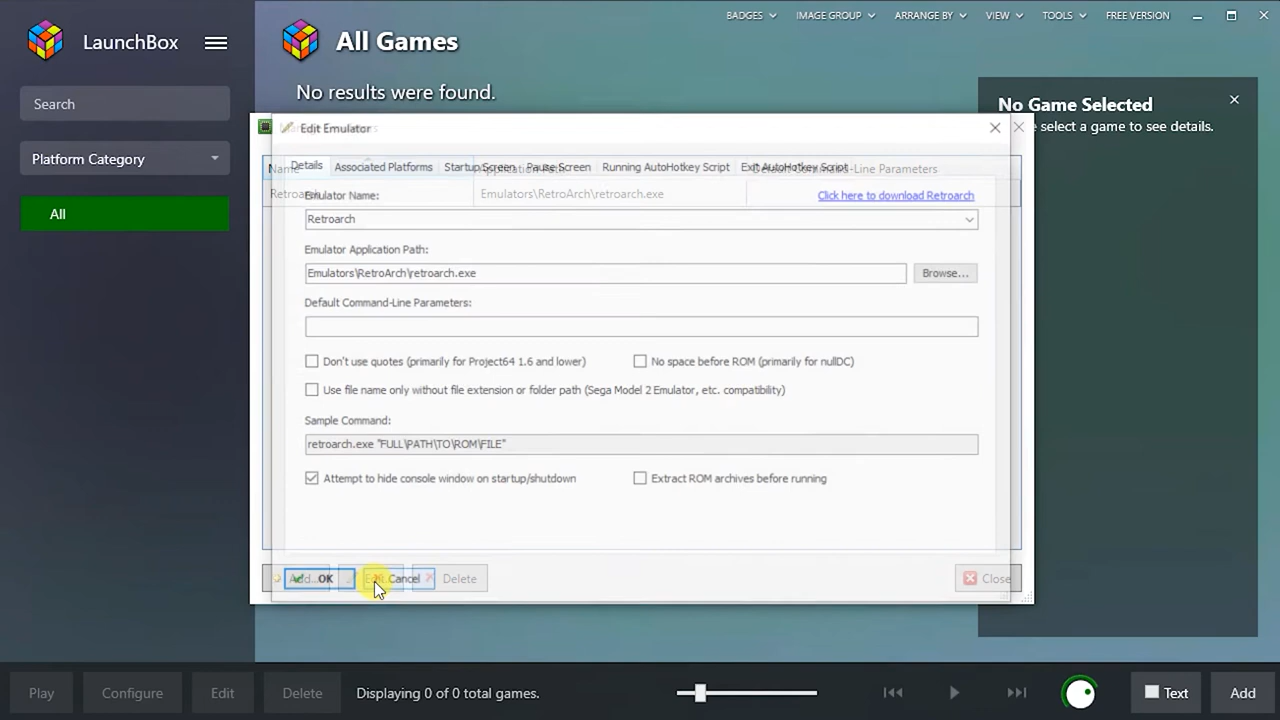 LaunchBox
All Games
BADGES
IMAGE GROUP
ARRANGE BY
VIEW
TOOLS
FREE VERSION
Search
No results were found.
No Game Selected
select a game to see details.
Platform Category
All
Edit Emulator
Details
Associated Platforms
Startup Screen
Pause Screen
Running AutoHotkey Script
Exit AutoHotkey Script
Name
Default Command-Line Parameters
Emulators\RetroArch\retroarch.exe
Emulator Name:
Click here to download Retroarch
Retroarch
Emulator Application Path:
Emulators\RetroArch\retroarch.exe
Browse...
Default Command-Line Parameters:
Don't use quotes (primarily for Project64 1.6 and lower)
No space before ROM (primarily for nullDC)
Use file name only without file extension or folder path (Sega Model 2 Emulator, etc. compatibility)
Sample Command:
retroarch.exe "FULL\PATH\TO\ROM\FILE"
Attempt to hide console window on startup/shutdown
Extract ROM archives before running
Add...
OK
Cancel
Delete
Close
Play
Configure
Edit
Delete
Displaying 0 of 0 total games.
Text
Add